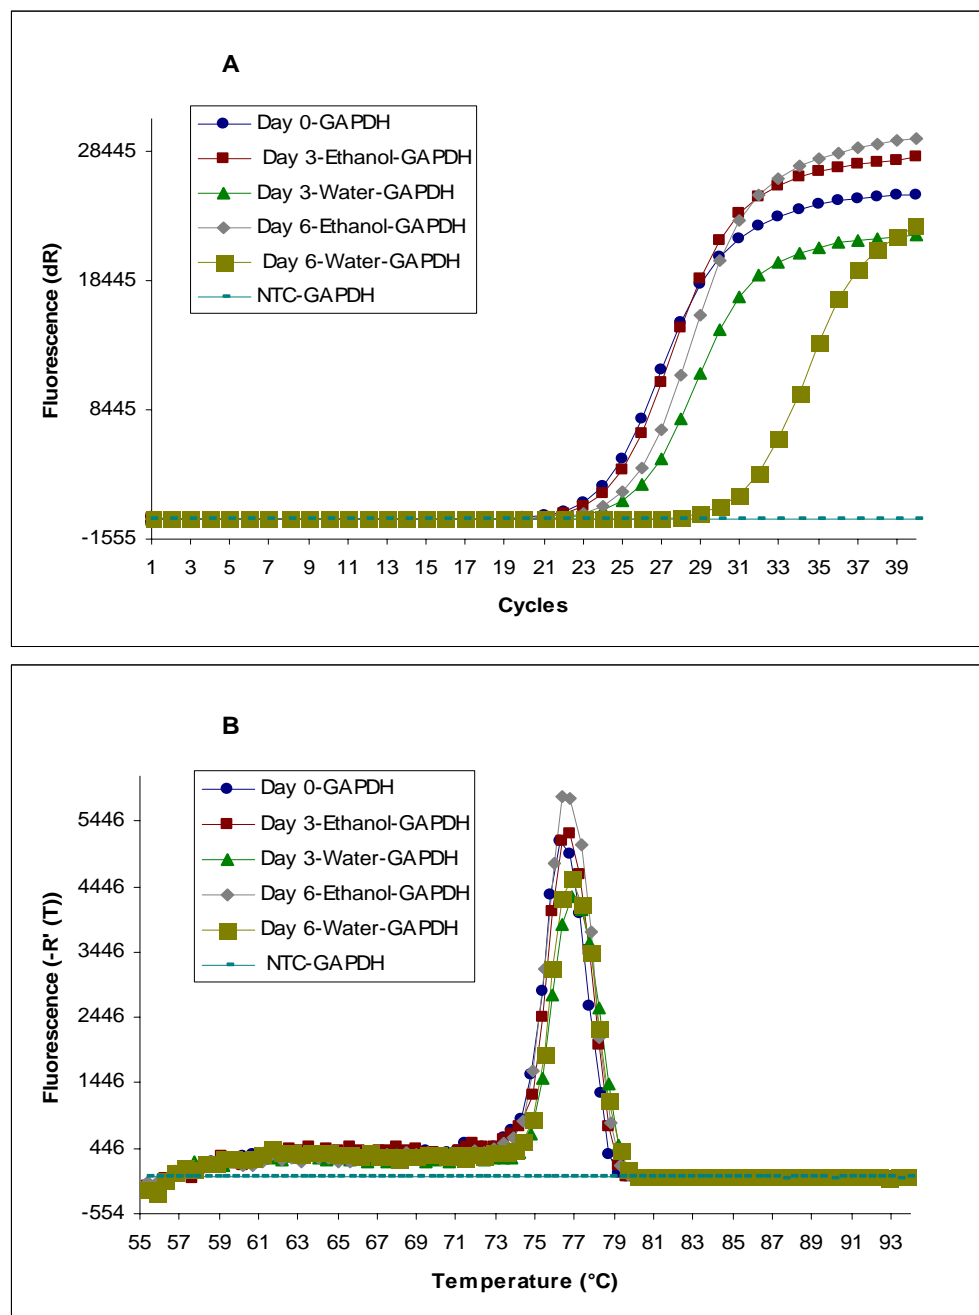 A
Day 0-GAPDH
Day 3-Ethanol-GAPDH
Day 3-Water-GAPDH
Day 6-Ethanol-GAPDH
Day 6-Water-GAPDH
NTC-GAPDH
Fluorescence (dR)
28445
18445
8445
-1555
1 3 5 7 9 11 13 15 17 19 21 23 25 27 29 31 33 35 37 39
Cycles
B
Day 0-GAPDH
Day 3-Ethanol-GAPDH
Day 3-Water-GAPDH
Day 6-Ethanol-GAPDH
Day 6-Water-GAPDH
NTC-GAPDH
Fluorescence (-R' (T))
5446
4446
3446
2446
1446
446
-554
55 57 59 61 63 65 67 69 71 73 75 77 79 81 83 85 87 89 91 93
Temperature (°C)